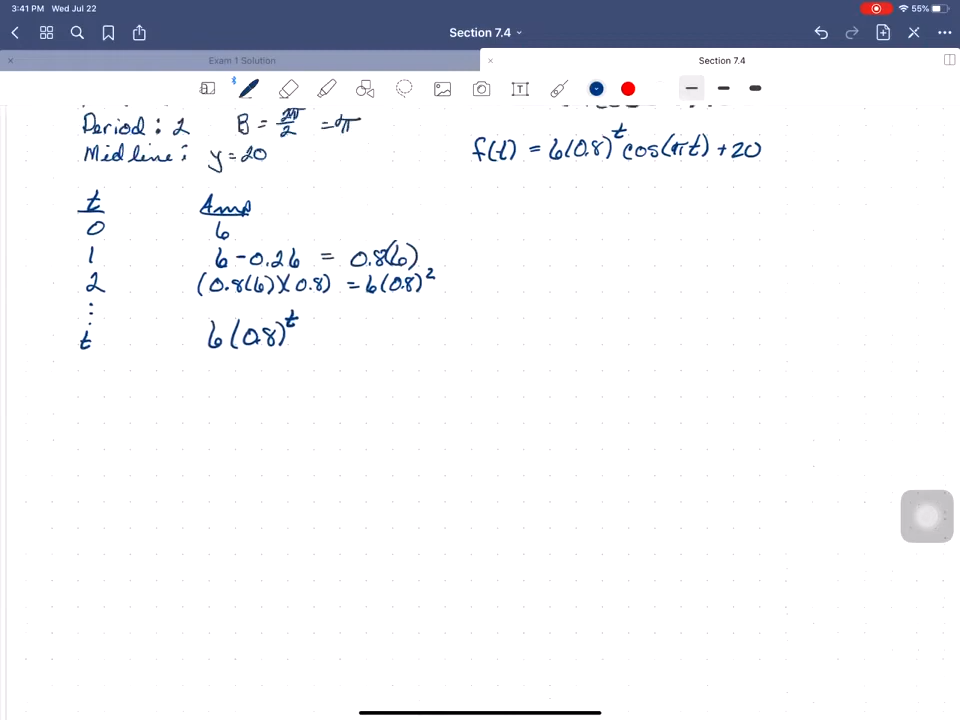 3:41 PM Wed Jul 22
55%
Section 7.4
Exam 1 Solution
Section 7.4
Period : 2 B = 2π/2 = π
Midline : y = 20
f(t) = 6(0.8)^t cos(πt) + 20
t Amp
0 6
1 6 - 0.26 = 0.8(6)
2 (0.8(6))(0.8) = 6(0.8)^2
⋮
t 6(0.8)^t